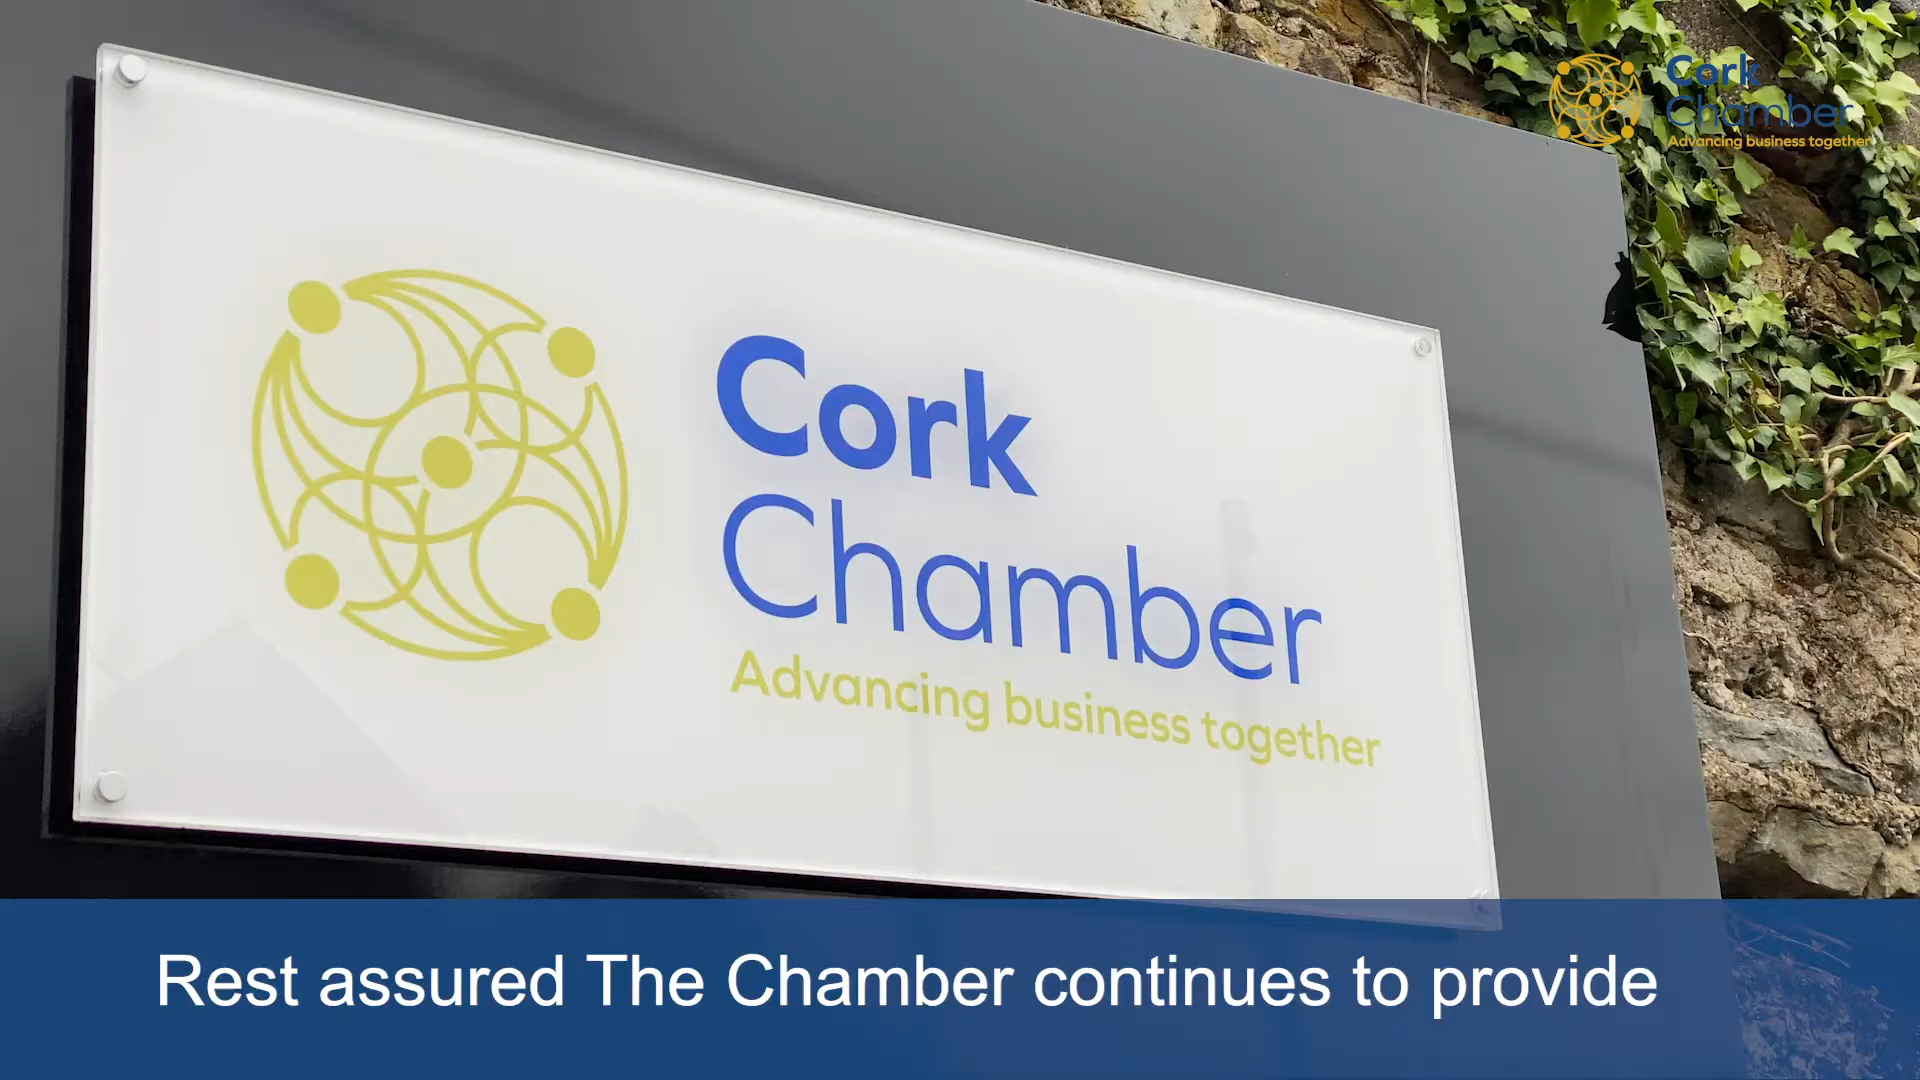 Cork
Chamber
Advancing business together
Cork
Chamber
Advancing business together
Rest assured The Chamber continues to provide